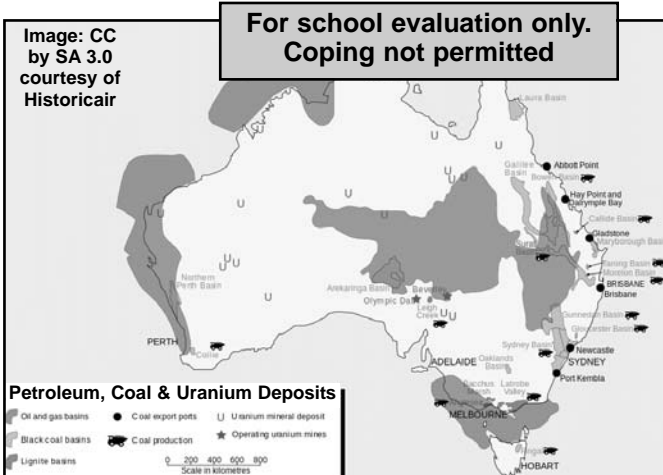 For school evaluation only.
Coping not permitted
Image: CC
by SA 3.0
courtesy of
Historicair
Laura Basin
Galilee
Basin
Abbott Point
Bowen Basin
Hay Point and
Dalrymple Bay
Callide Basin
Gladstone
Maryborough Basin
Surat
Tarong Basin
Moreton Basin
BRISBANE
Brisbane
Northern
Perth Basin
Arckaringa Basin
Beverley
Olympic Dam
Leigh
Creek
Gunnedah Basin
Gloucester Basin
PERTH
Collie
Sydney Basin
Newcastle
SYDNEY
ADELAIDE
Oaklands
Basin
Port Kembla
Bacchus
Marsh
Latrobe
Valley
MELBOURNE
HOBART
Petroleum, Coal & Uranium Deposits
Oil and gas basins
Coal export ports
U Uranium mineral deposit
Black coal basins
Coal production
Operating uranium mines
Lignite basins
0 200 400 600 800
Scale in kilometres